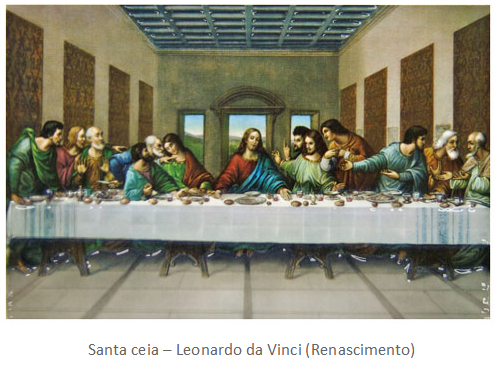 Santa ceia – Leonardo da Vinci (Renascimento)